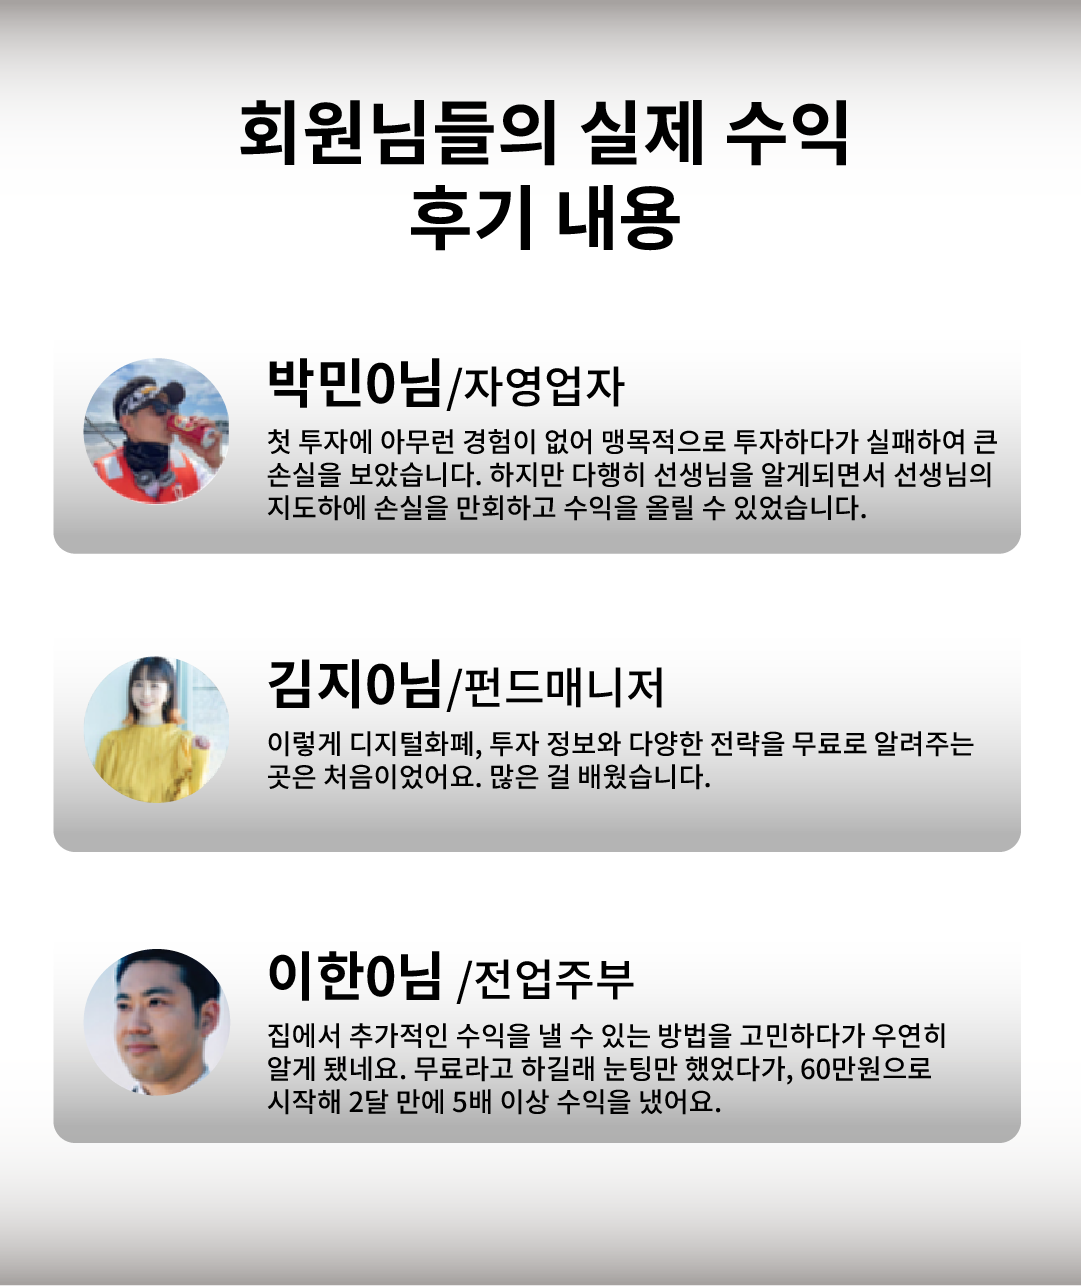 회원님들의 실제 수익
후기 내용
박민0님/자영업자
첫 투자에 아무런 경험이 없어 맹목적으로 투자하다가 실패하여 큰
손실을 보았습니다. 하지만 다행히 선생님을 알게되면서 선생님의
지도하에 손실을 만회하고 수익을 올릴 수 있었습니다.
김지0님/펀드매니저
이렇게 디지털화폐, 투자 정보와 다양한 전략을 무료로 알려주는
곳은 처음이었어요. 많은 걸 배웠습니다.
이한0님 /전업주부
집에서 추가적인 수익을 낼 수 있는 방법을 고민하다가 우연히
알게 됐네요. 무료라고 하길래 눈팅만 했었다가, 60만원으로
시작해 2달 만에 5배 이상 수익을 냈어요.